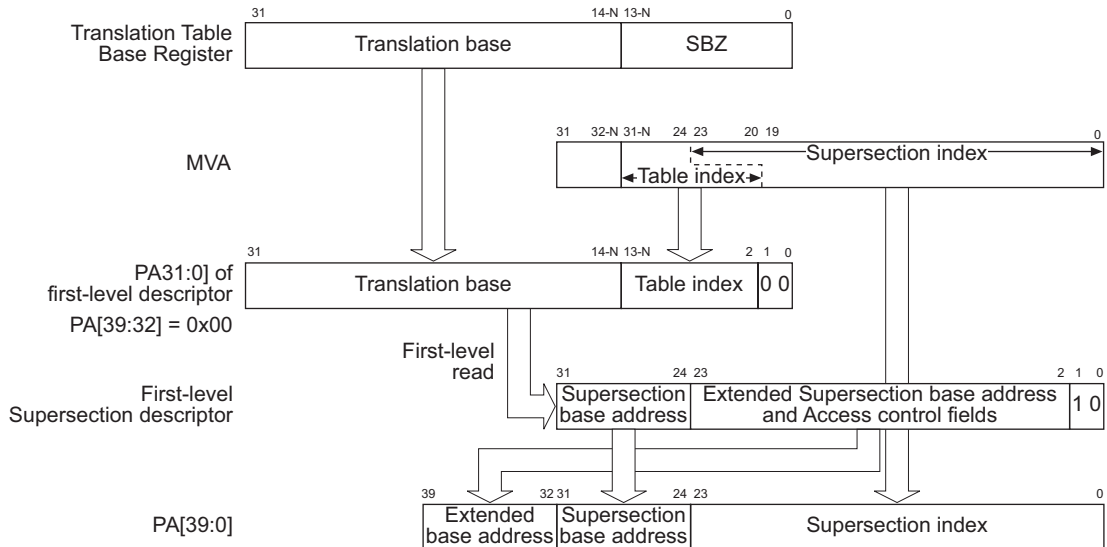 31 14-N 13-N 0
Translation Table
Base Register
Translation base SBZ
31 32-N 31-N 24 23 20 19 0
MVA
Supersection index
Table index
31 14-N 13-N 2 1 0
PA31:0] of
first-level descriptor
Translation base Table index 0 0
PA[39:32] = 0x00
First-level
read
31 24 23 2 1 0
First-level
Supersection descriptor
Supersection
base address
Extended Supersection base address
and Access control fields
1 0
39 32 31 24 23 0
PA[39:0]
Extended
base address
Supersection
base address
Supersection index